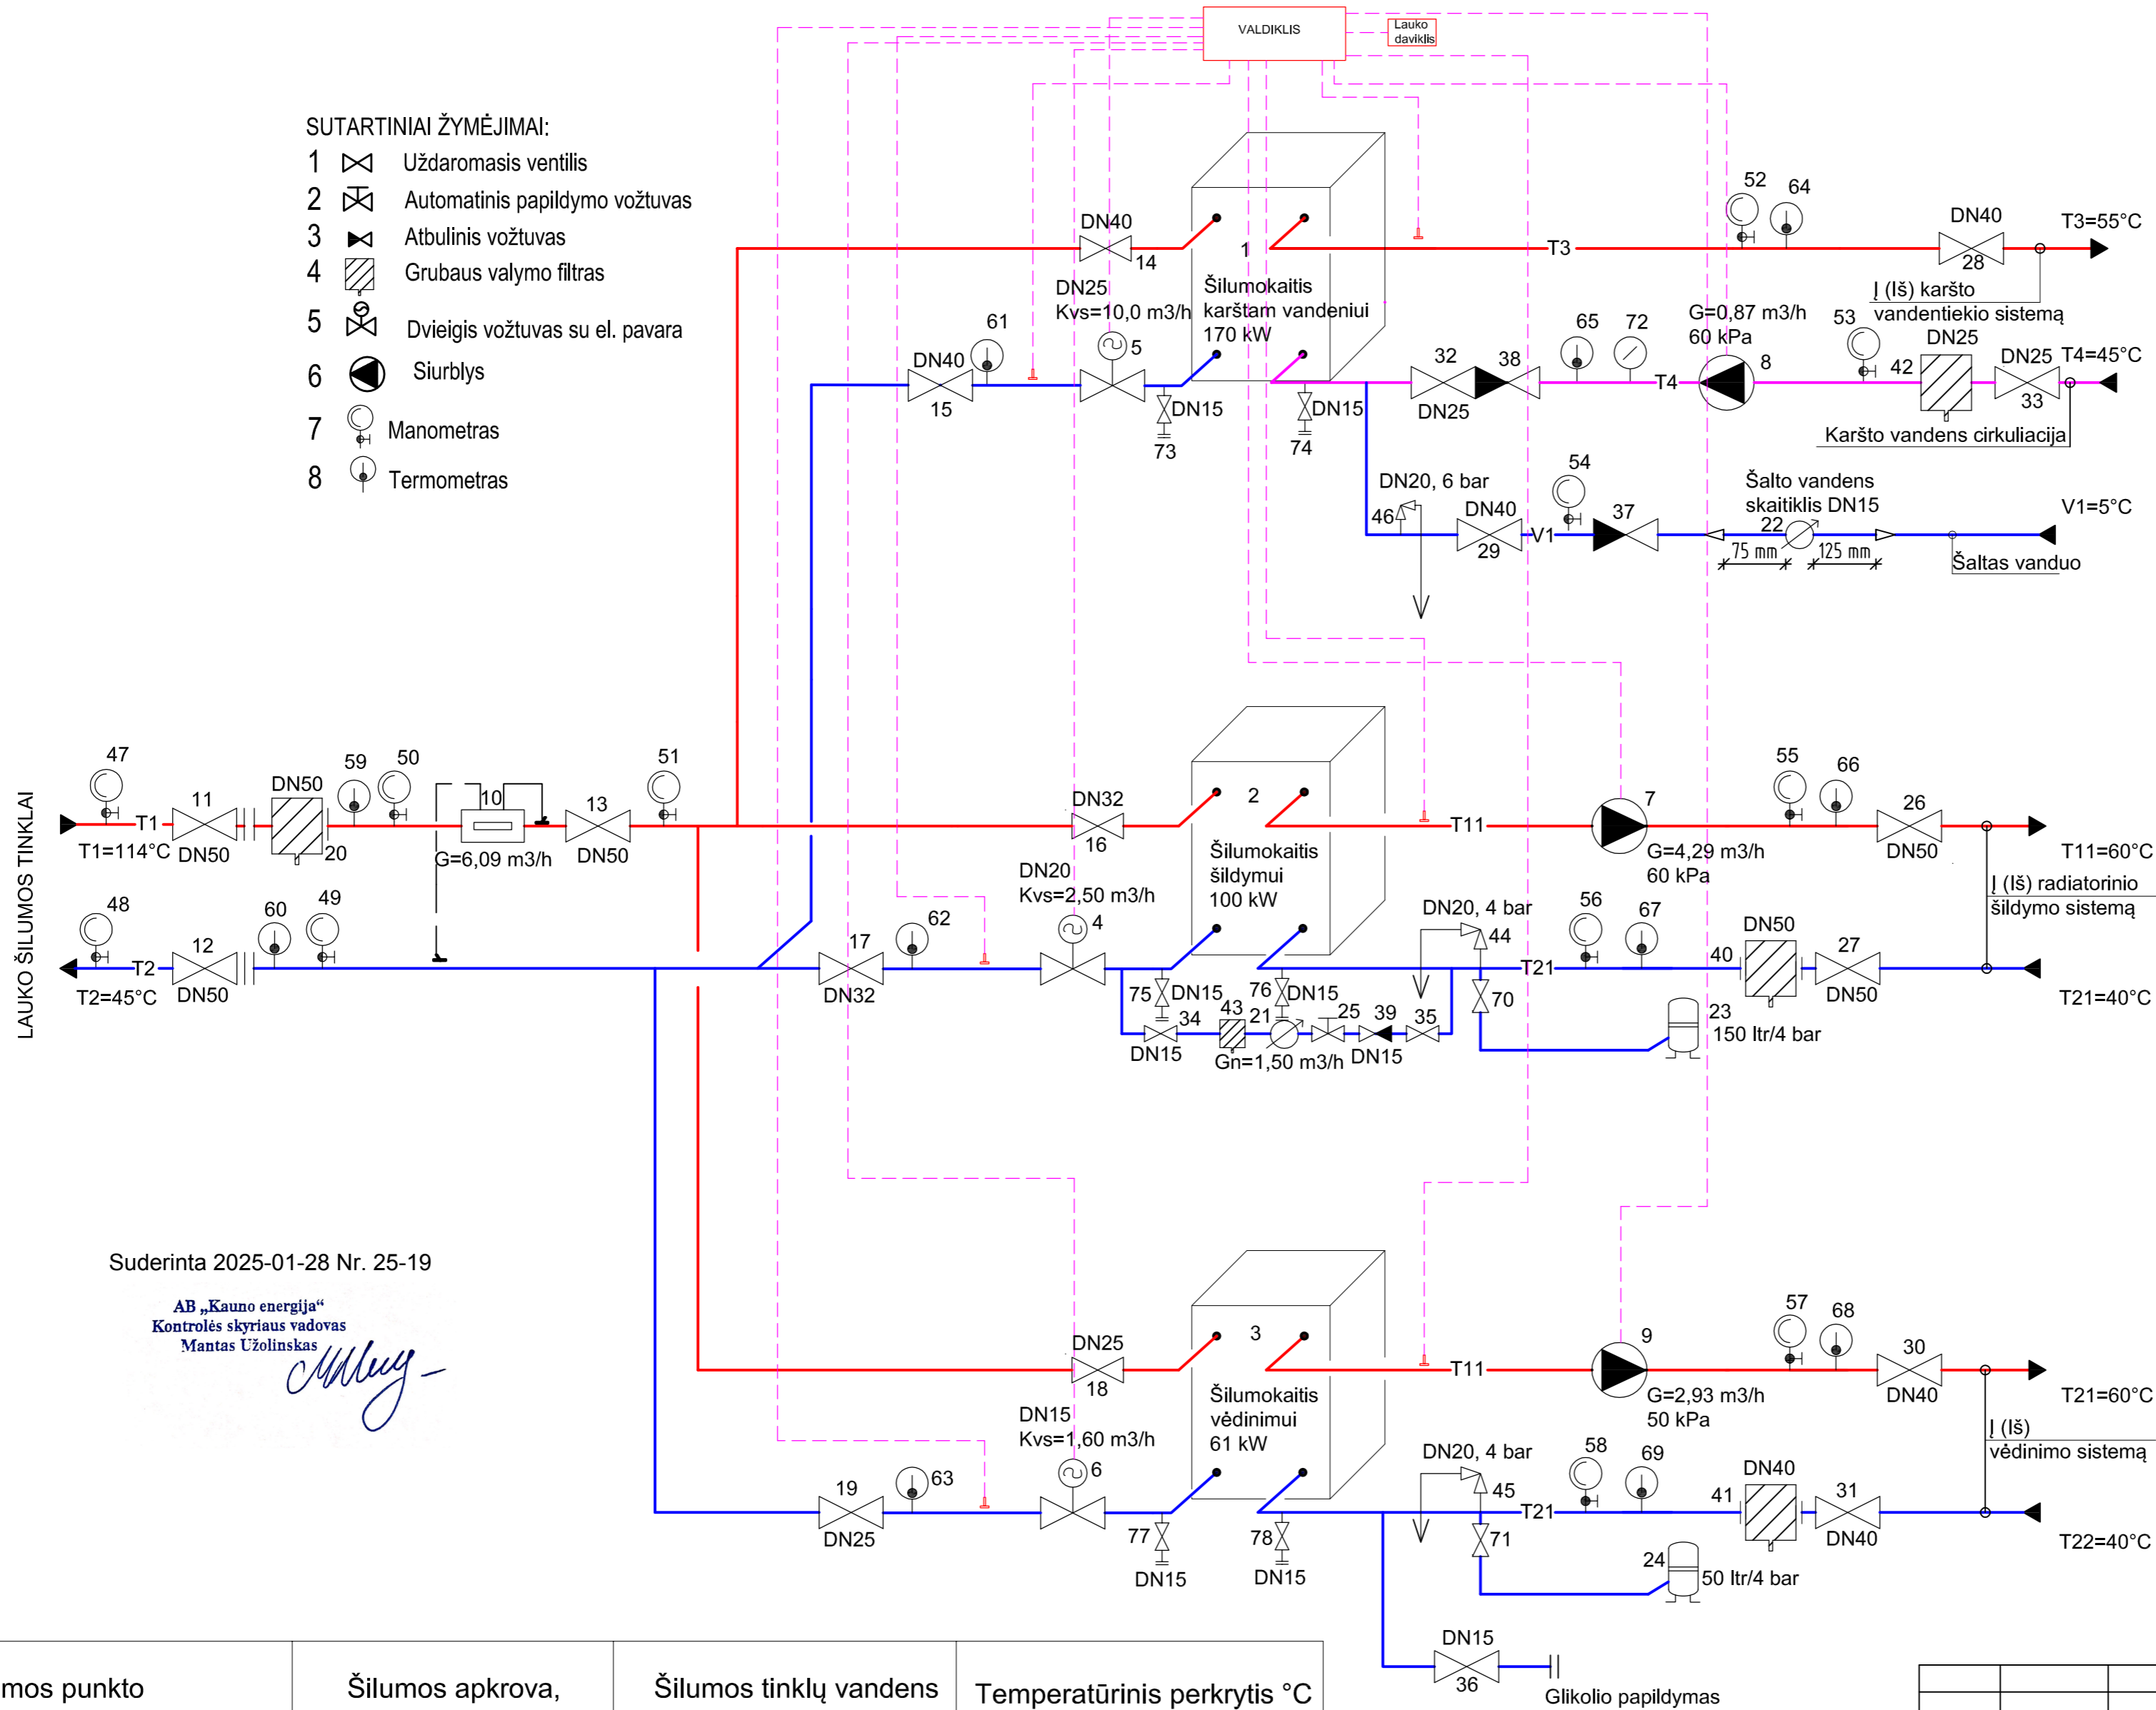 VALDIKLIS
Lauko
daviklis
SUTARTINIAI ŽYMĖJIMAI:
1 Uždaromasis ventilis
2 Automatinis papildymo vožtuvas
3 Atbulinis vožtuvas
4 Grubaus valymo filtras
5 Dvieigis vožtuvas su el. pavara
6 Siurblys
7 Manometras
8 Termometras
DN40
14
1
Šilumokaitis
karštam vandeniui
170 kW
T3
52
64
DN40
28
T3=55°C
Į (Iš) karšto
vandentiekio sistemą
DN25
Kvs=10,0 m3/h
5
61
DN40
15
DN15
73
DN15
74
32
38
DN25
65
72
T4
G=0,87 m3/h
60 kPa
8
53
42
DN25
DN25
33
T4=45°C
Karšto vandens cirkuliacija
DN20, 6 bar
46
DN40
29
V1
54
37
Šalto vandens
skaitiklis DN15
22
75 mm
125 mm
V1=5°C
Šaltas vanduo
LAUKO ŠILUMOS TINKLAI
47
T1
T1=114°C
11
DN50
DN50
20
59
50
10
G=6,09 m3/h
13
DN50
51
DN32
16
2
Šilumokaitis
šildymui
100 kW
T11
7
G=4,29 m3/h
60 kPa
55
66
26
DN50
T11=60°C
Į (Iš) radiatorinio
šildymo sistemą
48
T2
T2=45°C
12
DN50
60
49
17
DN32
62
DN20
Kvs=2,50 m3/h
4
75
DN15
76
DN15
34
DN15
43
21
Gn=1,50 m3/h
25
39
DN15
35
DN20, 4 bar
44
70
T21
56
67
40
DN50
27
DN50
T21=40°C
23
150 ltr/4 bar
Suderinta 2025-01-28 Nr. 25-19
AB „Kauno energija“
Kontrolės skyriaus vadovas
Mantas Užolinskas
DN25
18
3
Šilumokaitis
vėdinimui
61 kW
T11
9
G=2,93 m3/h
50 kPa
57
68
30
DN40
T21=60°C
Į (Iš)
vėdinimo sistemą
19
DN25
63
DN15
Kvs=1,60 m3/h
6
77
DN15
78
DN15
DN20, 4 bar
45
71
T21
58
69
41
DN40
31
DN40
T22=40°C
24
50 ltr/4 bar
DN15
36
Glikolio papildymas
mos punkto
Šilumos apkrova,
Šilumos tinklų vandens
Temperatūrinis perkrytis °C